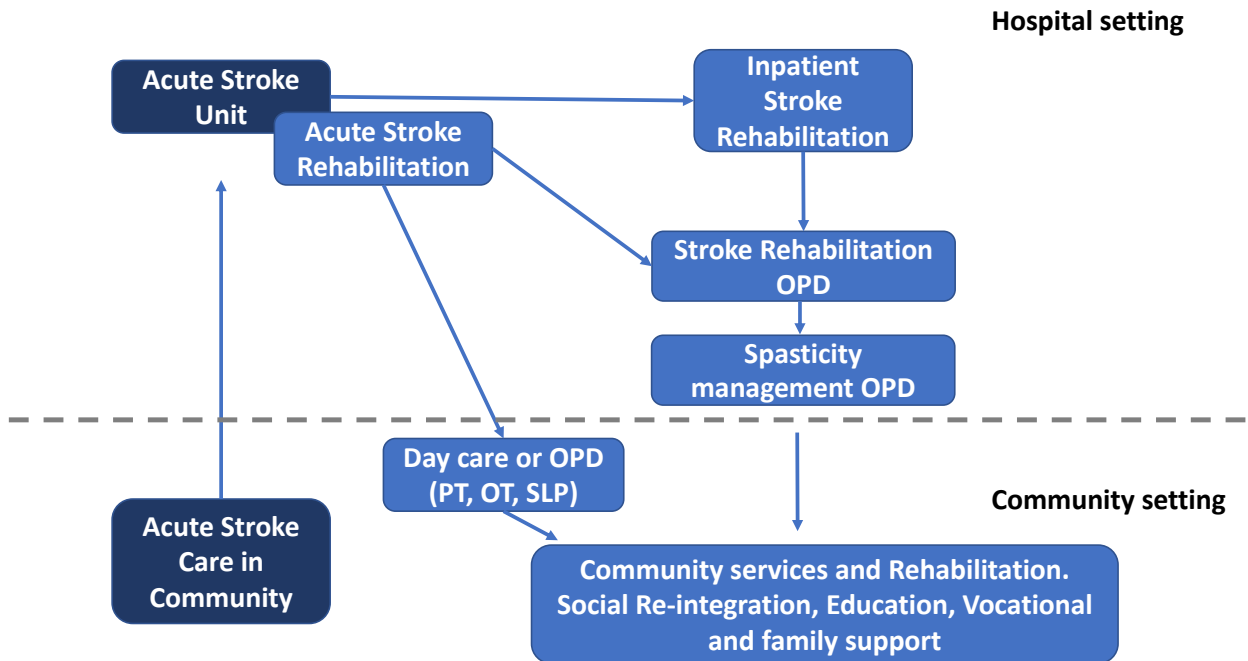 Hospital setting
Acute Stroke
Unit
Inpatient
Stroke
Rehabilitation
Acute Stroke
Rehabilitation
Stroke Rehabilitation
OPD
Spasticity
management OPD
Day care or OPD
(PT, OT, SLP)
Community setting
Acute Stroke
Care in
Community
Community services and Rehabilitation.
Social Re-integration, Education, Vocational
and family support